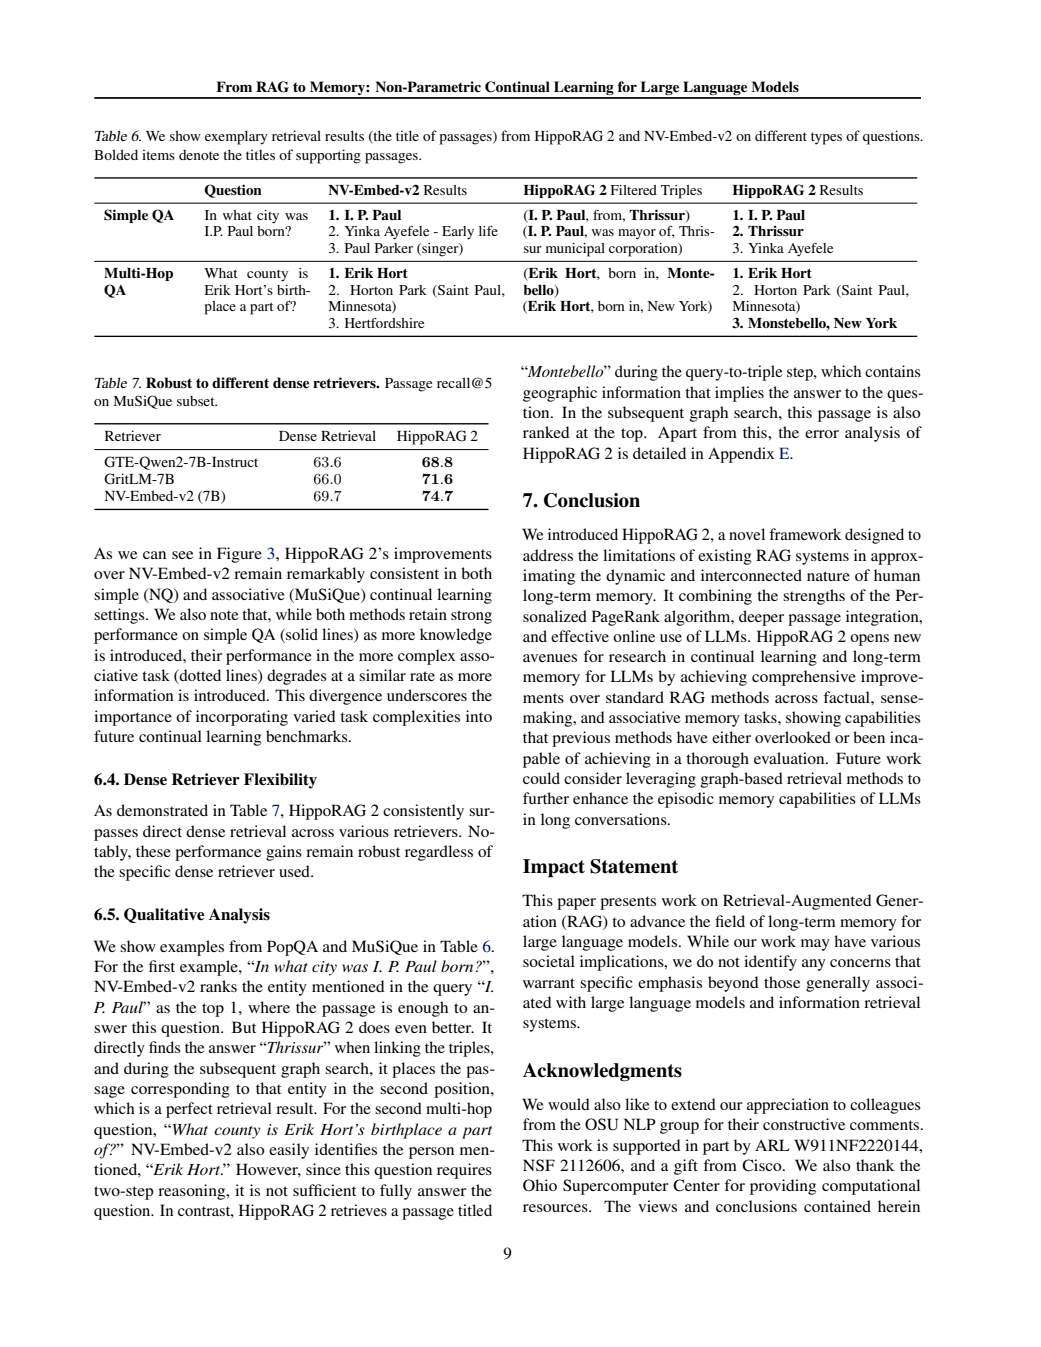 From RAG to Memory: Non-Parametric Continual Learning for Large Language Models
Table 6. We show exemplary retrieval results (the title of passages) from HippoRAG 2 and NV-Embed-v2 on different types of questions.
Bolded items denote the titles of supporting passages.
Question NV-Embed-v2 Results HippoRAG 2 Filtered Triples HippoRAG 2 Results
Simple QA In what city was 1. I. P. Paul (I. P. Paul, from, Thrissur) 1. I. P. Paul
I.P. Paul born? 2. Yinka Ayefele - Early life (I. P. Paul, was mayor of, Thris- 2. Thrissur
3. Paul Parker (singer) sur municipal corporation) 3. Yinka Ayefele
Multi-Hop What county is 1. Erik Hort (Erik Hort, born in, Monte- 1. Erik Hort
QA Erik Hort's birth- 2. Horton Park (Saint Paul, bello) 2. Horton Park (Saint Paul,
place a part of? Minnesota) (Erik Hort, born in, New York) Minnesota)
3. Hertfordshire 3. Monstebello, New York
Table 7. Robust to different dense retrievers. Passage recall@5
on MuSiQue subset.
Retriever Dense Retrieval HippoRAG 2
GTE-Qwen2-7B-Instruct 63.6 68.8
GritLM-7B 66.0 71.6
NV-Embed-v2 (7B) 69.7 74.7
As we can see in Figure 3, HippoRAG 2's improvements
over NV-Embed-v2 remain remarkably consistent in both
simple (NQ) and associative (MuSiQue) continual learning
settings. We also note that, while both methods retain strong
performance on simple QA (solid lines) as more knowledge
is introduced, their performance in the more complex asso-
ciative task (dotted lines) degrades at a similar rate as more
information is introduced. This divergence underscores the
importance of incorporating varied task complexities into
future continual learning benchmarks.
6.4. Dense Retriever Flexibility
As demonstrated in Table 7, HippoRAG 2 consistently sur-
passes direct dense retrieval across various retrievers. No-
tably, these performance gains remain robust regardless of
the specific dense retriever used.
6.5. Qualitative Analysis
We show examples from PopQA and MuSiQue in Table 6.
For the first example, “In what city was I. P. Paul born?”,
NV-Embed-v2 ranks the entity mentioned in the query “I.
P. Paul” as the top 1, where the passage is enough to an-
swer this question. But HippoRAG 2 does even better. It
directly finds the answer “Thrissur” when linking the triples,
and during the subsequent graph search, it places the pas-
sage corresponding to that entity in the second position,
which is a perfect retrieval result. For the second multi-hop
question, “What county is Erik Hort's birthplace a part
of?” NV-Embed-v2 also easily identifies the person men-
tioned, “Erik Hort.” However, since this question requires
two-step reasoning, it is not sufficient to fully answer the
question. In contrast, HippoRAG 2 retrieves a passage titled
“Montebello” during the query-to-triple step, which contains
geographic information that implies the answer to the ques-
tion. In the subsequent graph search, this passage is also
ranked at the top. Apart from this, the error analysis of
HippoRAG 2 is detailed in Appendix E.
7. Conclusion
We introduced HippoRAG 2, a novel framework designed to
address the limitations of existing RAG systems in approx-
imating the dynamic and interconnected nature of human
long-term memory. It combining the strengths of the Per-
sonalized PageRank algorithm, deeper passage integration,
and effective online use of LLMs. HippoRAG 2 opens new
avenues for research in continual learning and long-term
memory for LLMs by achieving comprehensive improve-
ments over standard RAG methods across factual, sense-
making, and associative memory tasks, showing capabilities
that previous methods have either overlooked or been inca-
pable of achieving in a thorough evaluation. Future work
could consider leveraging graph-based retrieval methods to
further enhance the episodic memory capabilities of LLMs
in long conversations.
Impact Statement
This paper presents work on Retrieval-Augmented Gener-
ation (RAG) to advance the field of long-term memory for
large language models. While our work may have various
societal implications, we do not identify any concerns that
warrant specific emphasis beyond those generally associ-
ated with large language models and information retrieval
systems.
Acknowledgments
We would also like to extend our appreciation to colleagues
from the OSU NLP group for their constructive comments.
This work is supported in part by ARL W911NF2220144,
NSF 2112606, and a gift from Cisco. We also thank the
Ohio Supercomputer Center for providing computational
resources. The views and conclusions contained herein
9